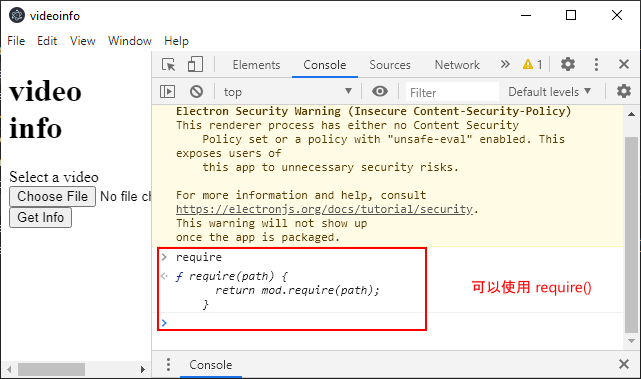 videoinfo
File Edit View Window Help
video
info
Select a video
Choose File No file ch
Get Info
Elements Console Sources Network » 1
top Filter Default levels
Electron Security Warning (Insecure Content-Security-Policy)
This renderer process has either no Content Security
Policy set or a policy with "unsafe-eval" enabled. This
exposes users of
this app to unnecessary security risks.
For more information and help, consult
https://electronjs.org/docs/tutorial/security.
This warning will not show up
once the app is packaged.
> require
ƒ require(path) {
return mod.require(path);
}
>
可以使用 require()
Console